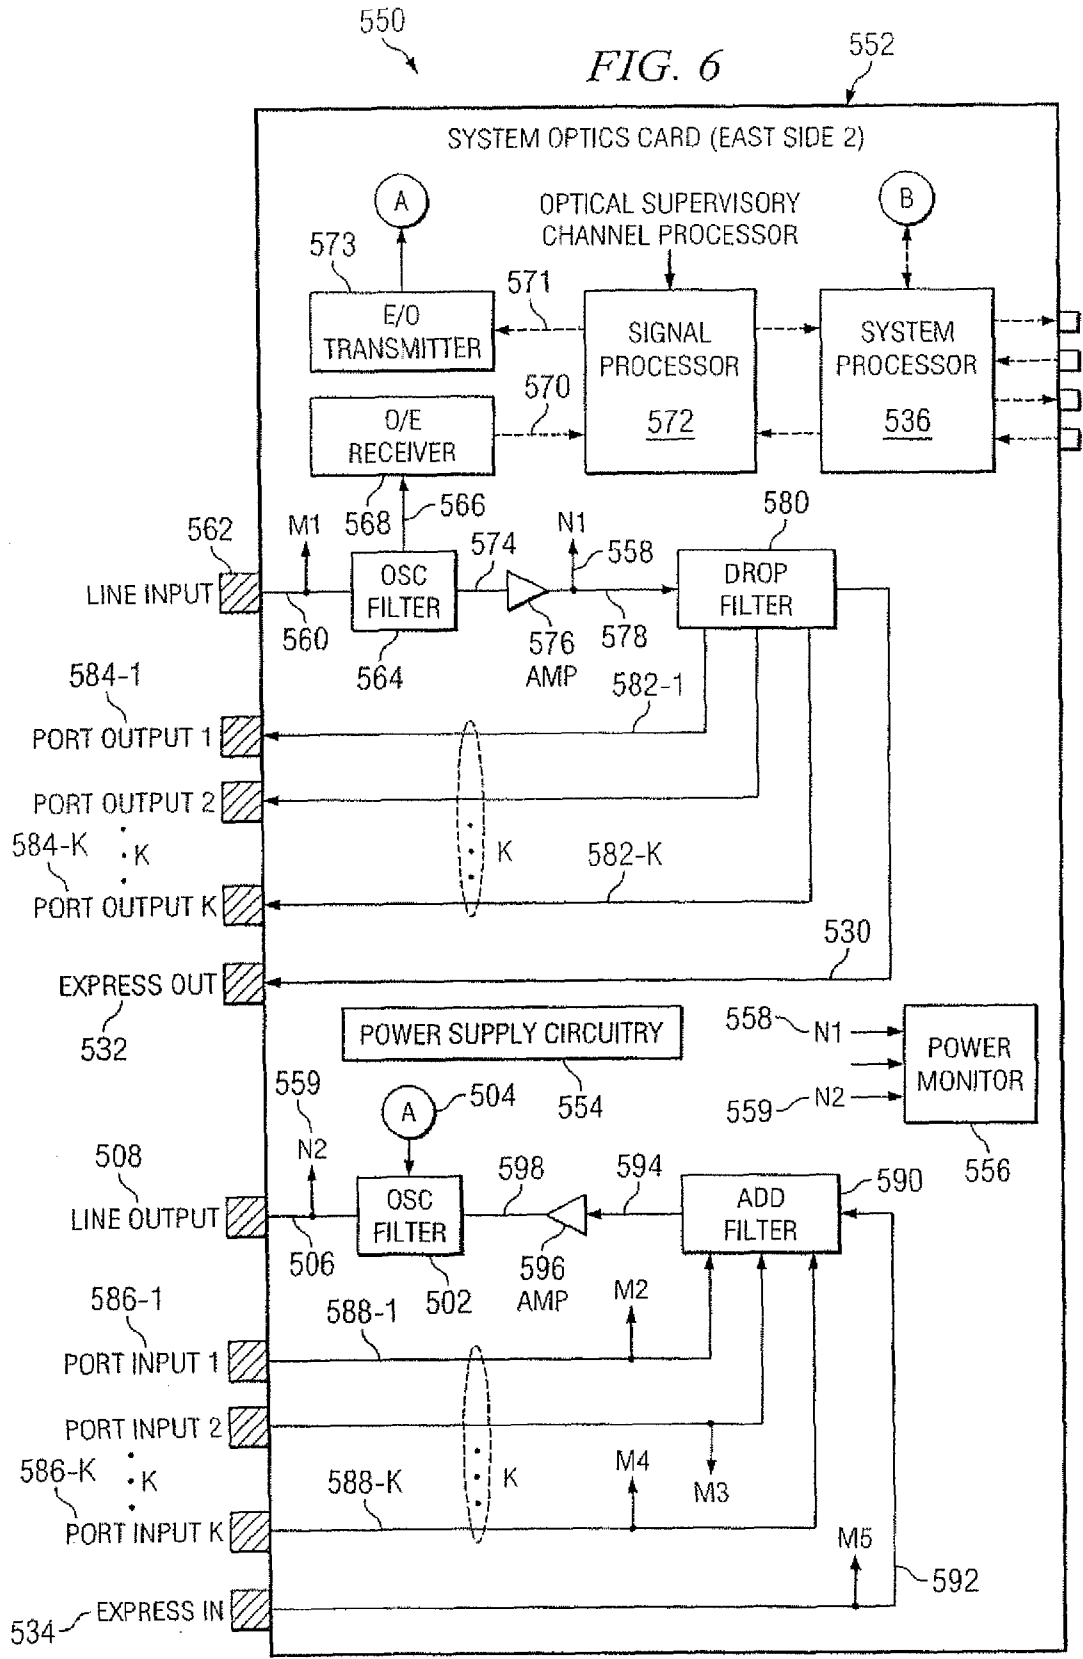 550
FIG. 6
552
SYSTEM OPTICS CARD (EAST SIDE 2)
A
OPTICAL SUPERVISORY
CHANNEL PROCESSOR
B
573
571
E/O
TRANSMITTER
SIGNAL
PROCESSOR
572
SYSTEM
PROCESSOR
536
570
O/E
RECEIVER
568
566
562
M1
574
N1
558
580
LINE INPUT
OSC
FILTER
DROP
FILTER
560
564
576
AMP
578
584-1
582-1
PORT OUTPUT 1
PORT OUTPUT 2
584-K
K
K
582-K
PORT OUTPUT K
530
EXPRESS OUT
532
POWER SUPPLY CIRCUITRY
554
558
N1
POWER
MONITOR
559
N2
556
559
A
504
N2
508
598
594
590
LINE OUTPUT
OSC
FILTER
ADD
FILTER
506
502
596
AMP
586-1
588-1
M2
PORT INPUT 1
PORT INPUT 2
586-K
K
588-K
K
M4
M3
PORT INPUT K
M5
592
EXPRESS IN
534